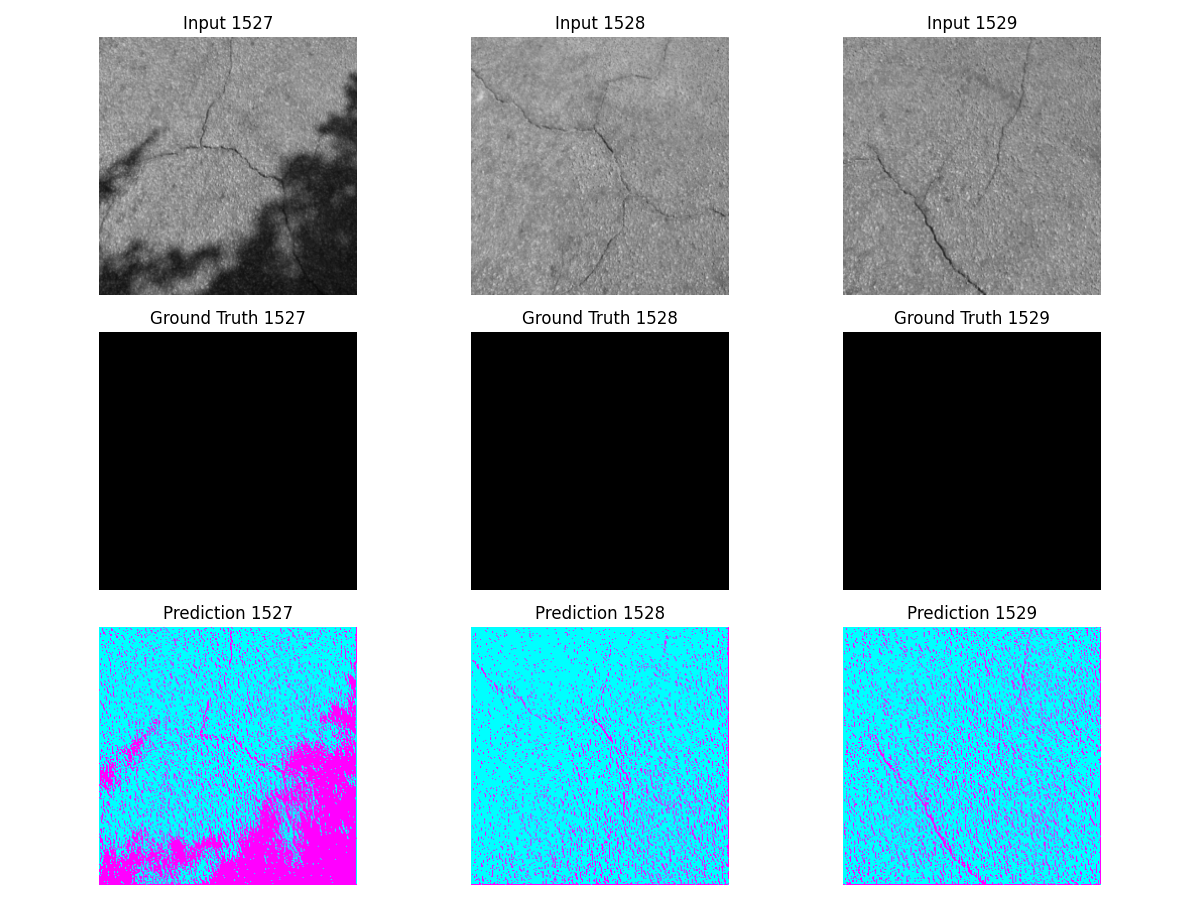 Input 1527
Input 1528
Input 1529
Ground Truth 1527
Ground Truth 1528
Ground Truth 1529
Prediction 1527
Prediction 1528
Prediction 1529